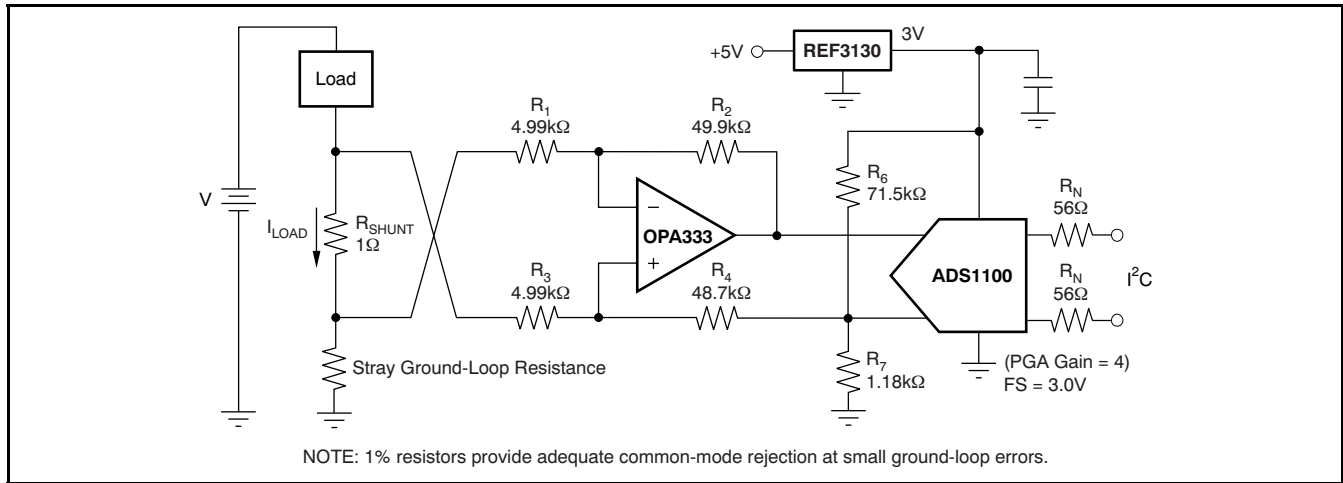 +5V
REF3130
3V
Load
R1
4.99kΩ
R2
49.9kΩ
R6
71.5kΩ
V
ILOAD
RSHUNT
1Ω
−
OPA333
+
RN
56Ω
ADS1100
I2C
R3
4.99kΩ
R4
48.7kΩ
RN
56Ω
Stray Ground-Loop Resistance
R7
1.18kΩ
(PGA Gain = 4)
FS = 3.0V
NOTE: 1% resistors provide adequate common-mode rejection at small ground-loop errors.